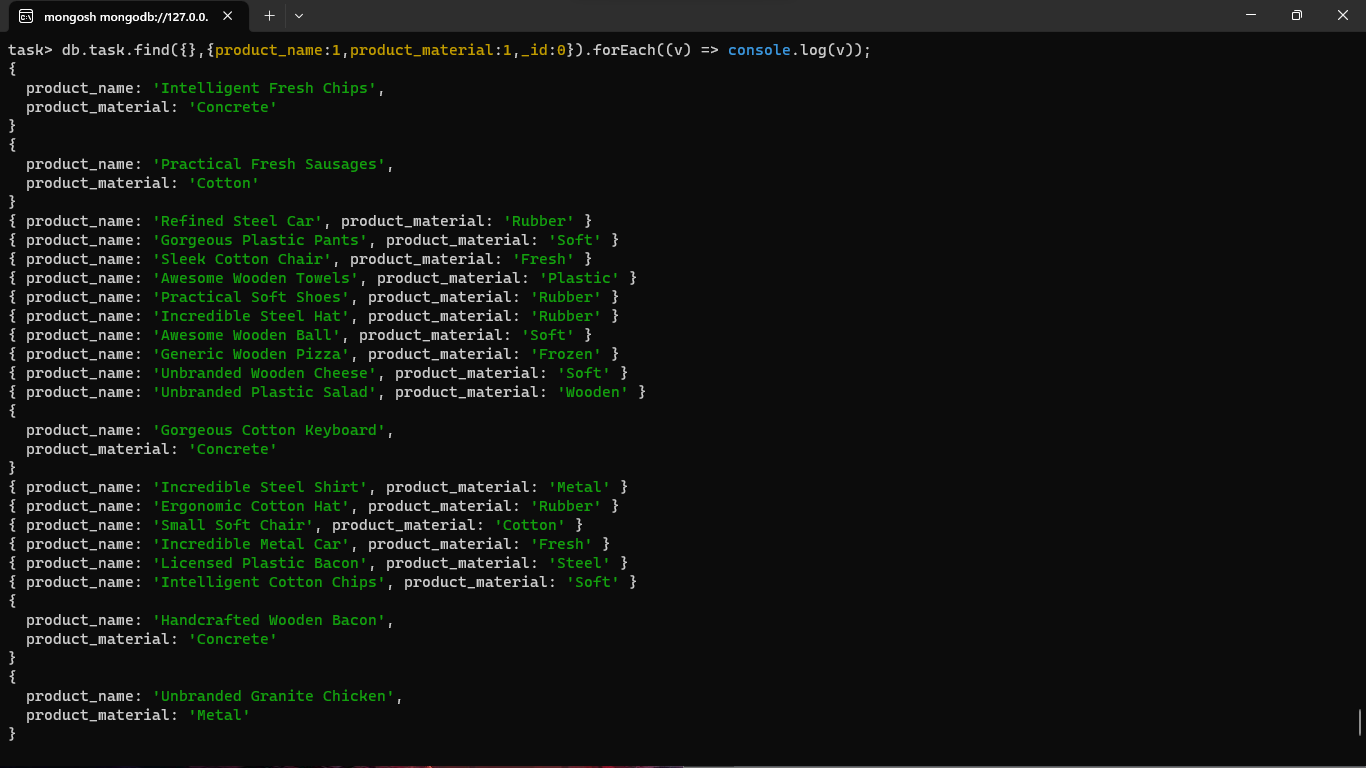 mongosh mongodb://127.0.0.
task> db.task.find({},{product_name:1,product_material:1,_id:0}).forEach((v) => console.log(v));
{
  product_name: 'Intelligent Fresh Chips',
  product_material: 'Concrete'
}
{
  product_name: 'Practical Fresh Sausages',
  product_material: 'Cotton'
}
{ product_name: 'Refined Steel Car', product_material: 'Rubber' }
{ product_name: 'Gorgeous Plastic Pants', product_material: 'Soft' }
{ product_name: 'Sleek Cotton Chair', product_material: 'Fresh' }
{ product_name: 'Awesome Wooden Towels', product_material: 'Plastic' }
{ product_name: 'Practical Soft Shoes', product_material: 'Rubber' }
{ product_name: 'Incredible Steel Hat', product_material: 'Rubber' }
{ product_name: 'Awesome Wooden Ball', product_material: 'Soft' }
{ product_name: 'Generic Wooden Pizza', product_material: 'Frozen' }
{ product_name: 'Unbranded Wooden Cheese', product_material: 'Soft' }
{ product_name: 'Unbranded Plastic Salad', product_material: 'Wooden' }
{
  product_name: 'Gorgeous Cotton Keyboard',
  product_material: 'Concrete'
}
{ product_name: 'Incredible Steel Shirt', product_material: 'Metal' }
{ product_name: 'Ergonomic Cotton Hat', product_material: 'Rubber' }
{ product_name: 'Small Soft Chair', product_material: 'Cotton' }
{ product_name: 'Incredible Metal Car', product_material: 'Fresh' }
{ product_name: 'Licensed Plastic Bacon', product_material: 'Steel' }
{ product_name: 'Intelligent Cotton Chips', product_material: 'Soft' }
{
  product_name: 'Handcrafted Wooden Bacon',
  product_material: 'Concrete'
}
{
  product_name: 'Unbranded Granite Chicken',
  product_material: 'Metal'
}